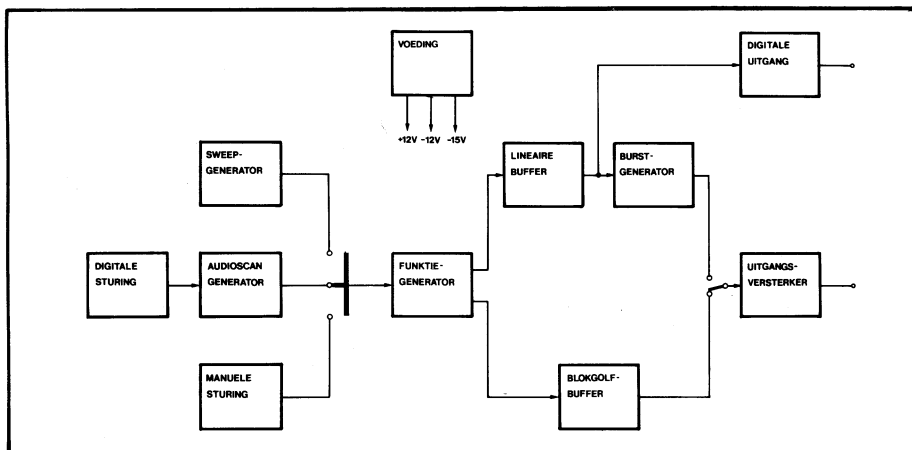 VOEDING
+12V -12V -15V
DIGITALE
UITGANG
SWEEP-
GENERATOR
LINEAIRE
BUFFER
BURST-
GENERATOR
DIGITALE
STURING
AUDIOSCAN
GENERATOR
FUNKTIE-
GENERATOR
UITGANGS-
VERSTERKER
MANUELE
STURING
BLOKGOLF-
BUFFER